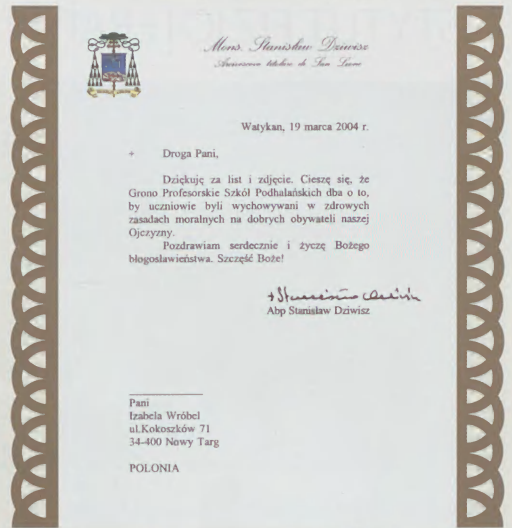 Mons. Stanisław Dziwisz
Arcivescovo titolare di San Leone
Watykan, 19 marca 2004 r.
+ Droga Pani,
Dziękuję za list i zdjęcie. Cieszę się, że
Grono Profesorskie Szkół Podhalańskich dba o to,
by uczniowie byli wychowywani w zdrowych
zasadach moralnych na dobrych obywateli naszej
Ojczyzny.
Pozdrawiam serdecznie i życzę Bożego
błogosławieństwa. Szczęść Boże!
+ Stanisław Dziwisz
Abp Stanisław Dziwisz
Pani
Izabela Wróbel
ul.Kokoszków 71
34-400 Nowy Targ
POLONIA